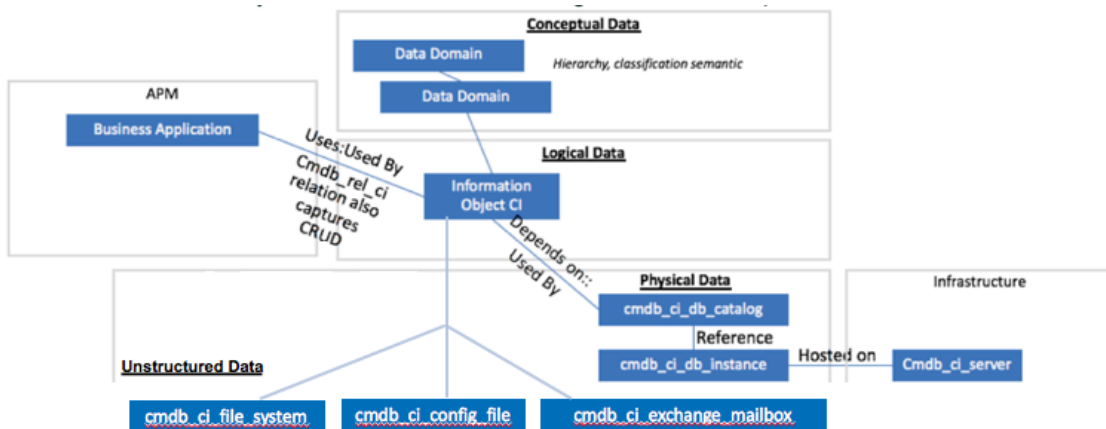 Conceptual Data
Data Domain
Hierarchy, classification semantic
Data Domain
APM
Business Application
Uses:Used By
Cmdb_rel_ci
relation also
captures
CRUD
Logical Data
Information
Object CI
Depends on::
Used By
Physical Data
cmdb_ci_db_catalog
Reference
cmdb_ci_db_instance
Hosted on
Infrastructure
Cmdb_ci_server
Unstructured Data
cmdb_ci_file_system
cmdb_ci_config_file
cmdb_ci_exchange_mailbox